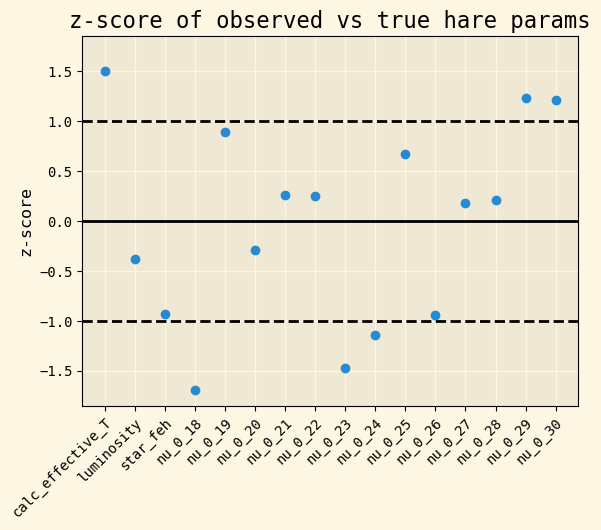 z-score of observed vs true hare params
z-score
1.5
1.0
0.5
0.0
−0.5
−1.0
−1.5
calc_effective_T
luminosity
star_feh
nu_0_18
nu_0_19
nu_0_20
nu_0_21
nu_0_22
nu_0_23
nu_0_24
nu_0_25
nu_0_26
nu_0_27
nu_0_28
nu_0_29
nu_0_30